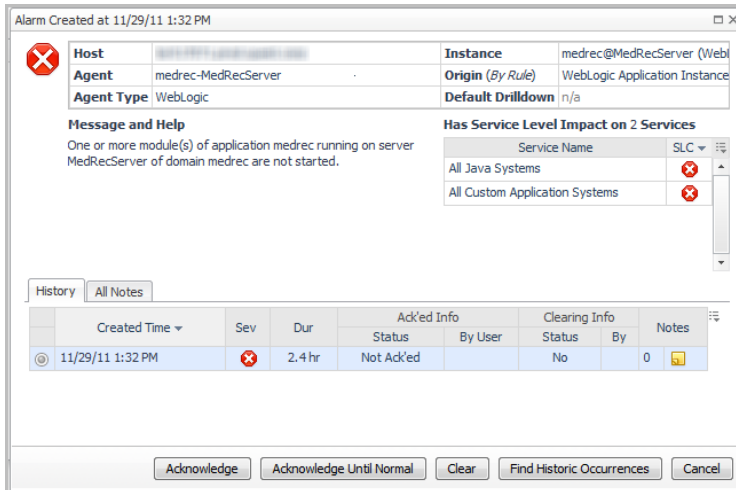 Alarm Created at 11/29/11 1:32 PM
Host Instance medrec@MedRecServer (Webl
Agent medrec-MedRecServer Origin (By Rule) WebLogic Application Instance
Agent Type WebLogic Default Drilldown n/a
Message and Help Has Service Level Impact on 2 Services
One or more module(s) of application medrec running on server
MedRecServer of domain medrec are not started.
Service Name SLC
All Java Systems
All Custom Application Systems
History All Notes
Ack'ed Info Clearing Info
Created Time Sev Dur Notes
Status By User Status By
11/29/11 1:32 PM 2.4 hr Not Ack'ed No 0
Acknowledge Acknowledge Until Normal Clear Find Historic Occurrences Cancel